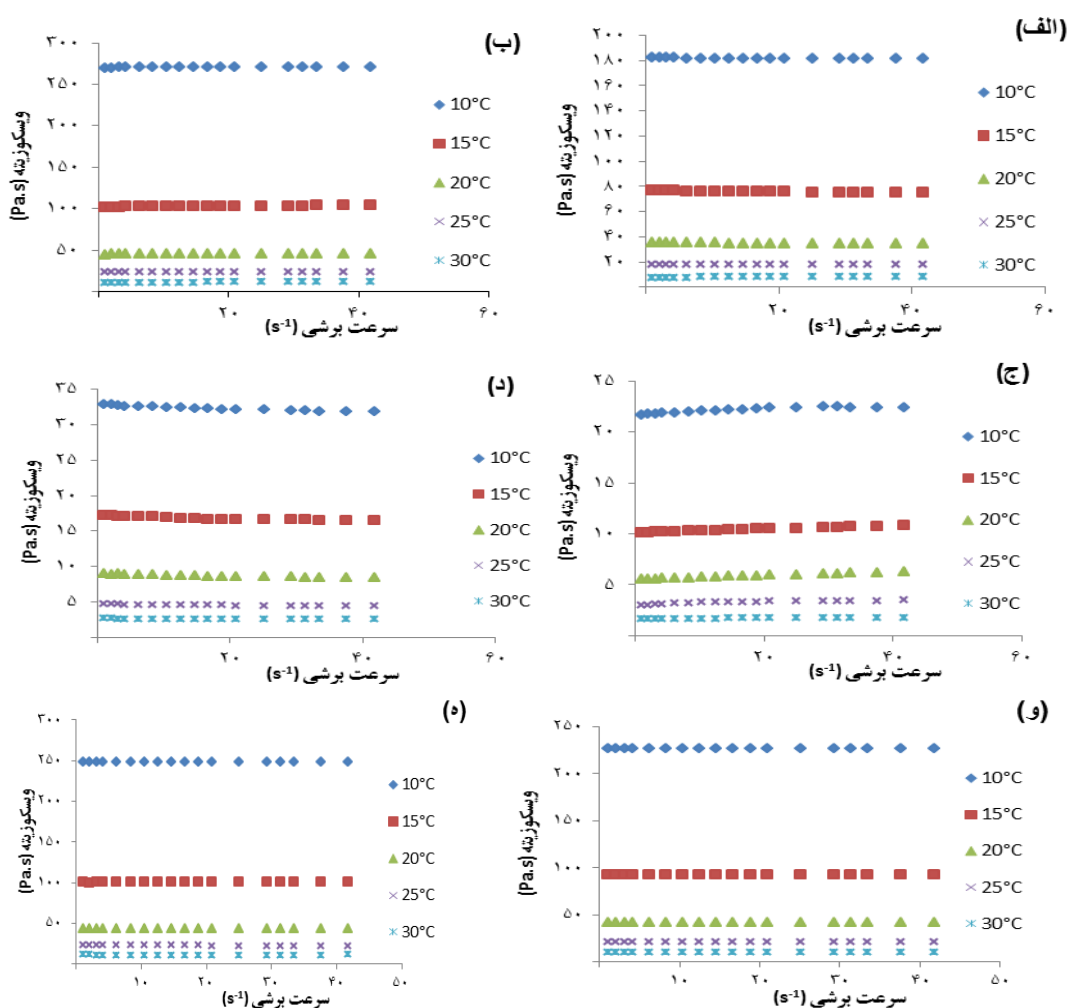 (الف)
ویسکوزیته (Pa.s)
۲۰۰
۱۸۰
۱۶۰
۱۴۰
۱۲۰
۱۰۰
۸۰
۶۰
۴۰
۲۰
۲۰
۴۰
۶۰
سرعت برشی (s-1)
10°C
15°C
20°C
25°C
30°C
(ب)
ویسکوزیته (Pa.s)
۳۰۰
۲۵۰
۲۰۰
۱۵۰
۱۰۰
۵۰
۲۰
۴۰
۶۰
سرعت برشی (s-1)
10°C
15°C
20°C
25°C
30°C
(ج)
ویسکوزیته (Pa.s)
۲۵
۲۰
۱۵
۱۰
۵
۲۰
۴۰
۶۰
سرعت برشی (s-1)
10°C
15°C
20°C
25°C
30°C
(د)
ویسکوزیته (Pa.s)
۳۵
۳۰
۲۵
۲۰
۱۵
۱۰
۵
۲۰
۴۰
۶۰
سرعت برشی (s-1)
10°C
15°C
20°C
25°C
30°C
(و)
ویسکوزیته (Pa.s)
۲۵۰
۲۰۰
۱۵۰
۱۰۰
۵۰
۱۰
۲۰
۳۰
۴۰
۵۰
سرعت برشی (s-1)
10°C
15°C
20°C
25°C
30°C
(ه)
ویسکوزیته (Pa.s)
۳۰۰
۲۵۰
۲۰۰
۱۵۰
۱۰۰
۵۰
۱۰
۲۰
۳۰
۴۰
۵۰
سرعت برشی (s-1)
10°C
15°C
20°C
25°C
30°C